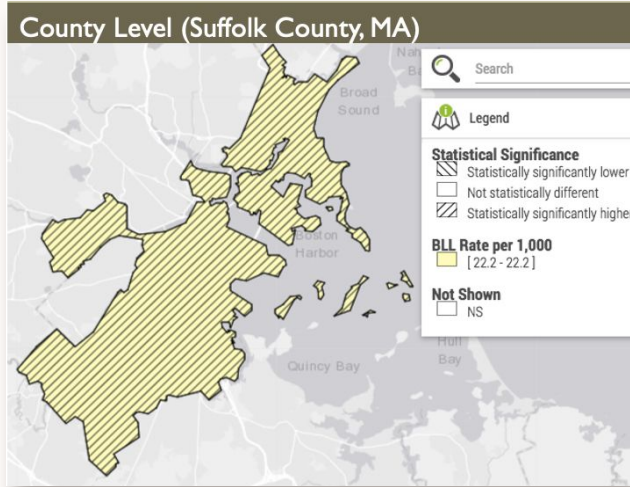 County Level (Suffolk County, MA)
Broad
Sound
Search
Legend
Statistical Significance
Statistically significantly lower
Not statistically different
Statistically significantly highe
BLL Rate per 1,000
[ 22.2 - 22.2 ]
Not Shown
NS
Boston
Harbor
Quincy Bay
Hull
Bay